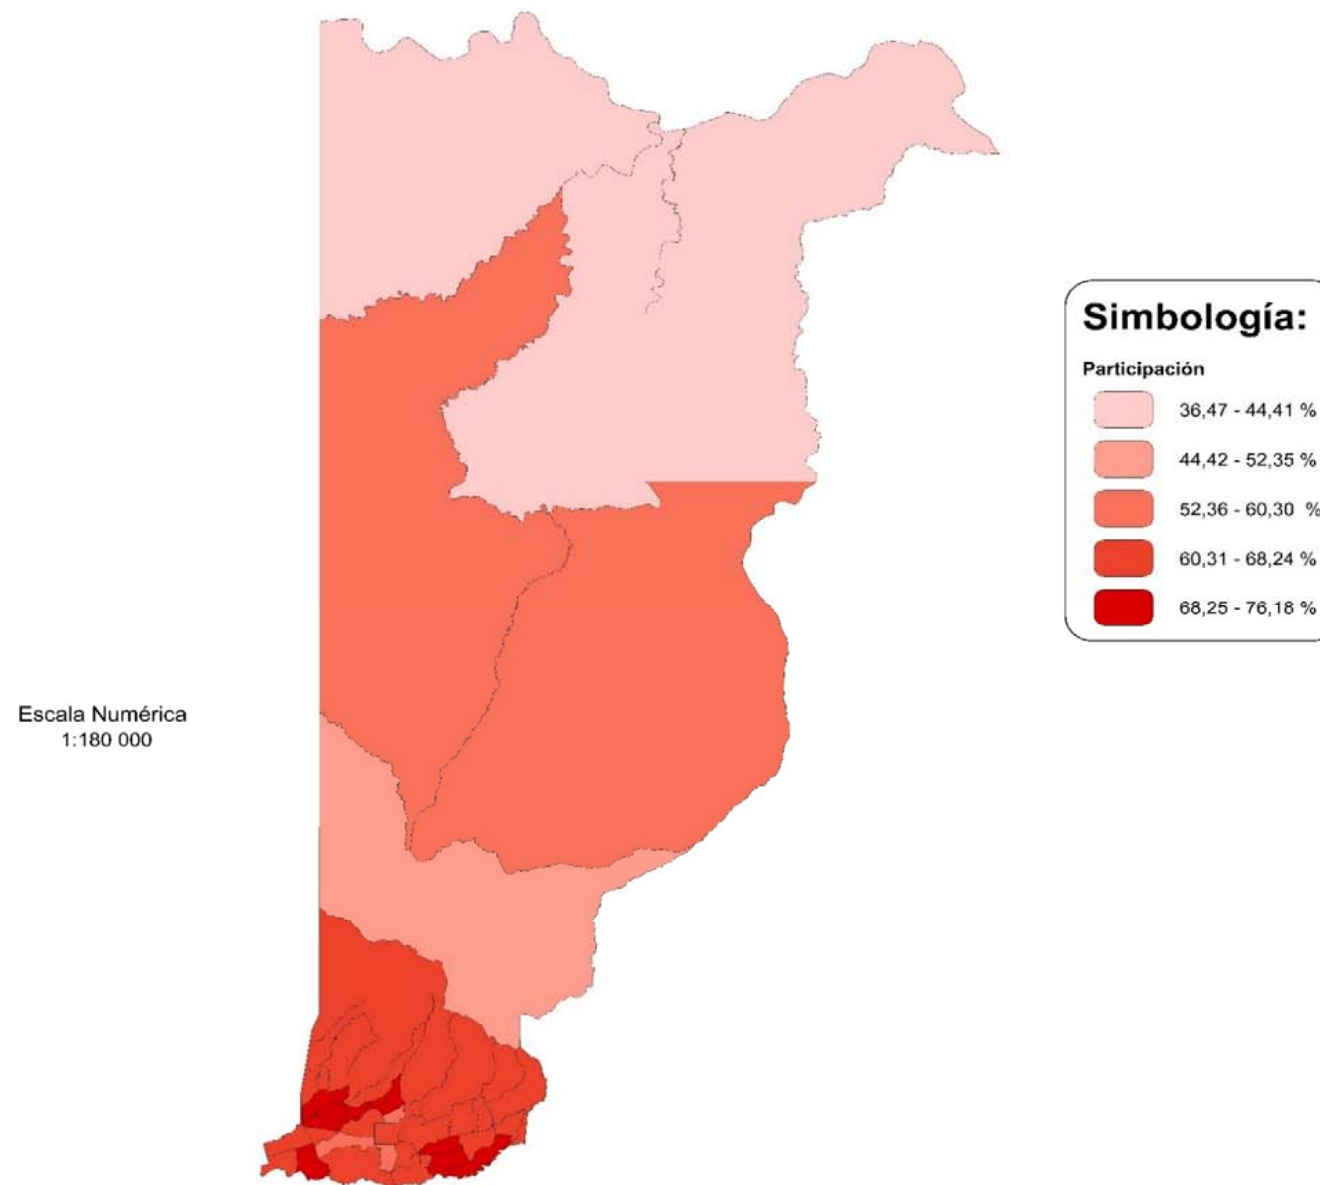 Simbología:
Participación
36,47 - 44,41 %
44,42 - 52,35 %
52,36 - 60,30 %
60,31 - 68,24 %
68,25 - 76,18 %
Escala Numérica
1:180 000